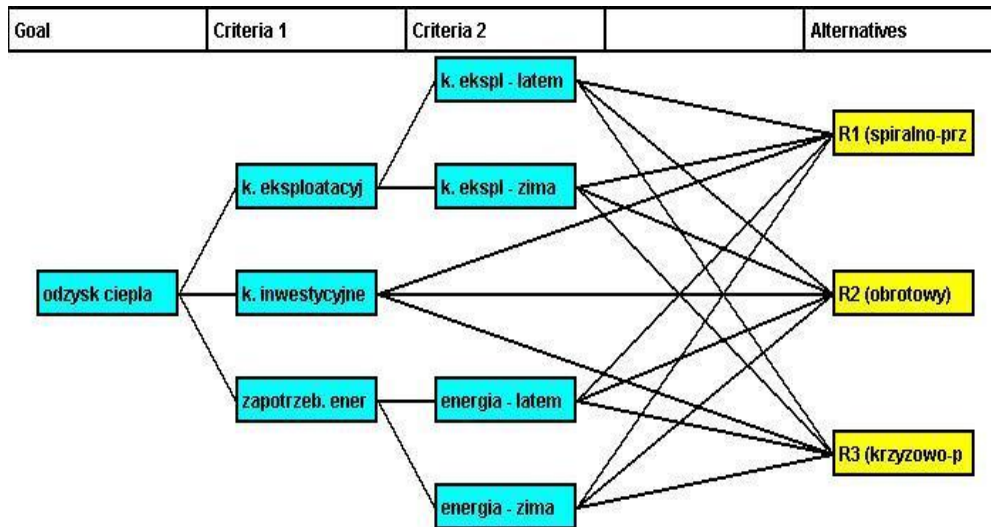 Goal
Criteria 1
Criteria 2
Alternatives
k. ekspl - latem
R1 (spiralno-prz
k. eksploatacyj
k. ekspl - zima
odzysk ciepla
k. inwestycyjne
R2 (obrotowy)
zapotrzeb. ener
energia - latem
R3 (krzyzowo-p
energia - zima